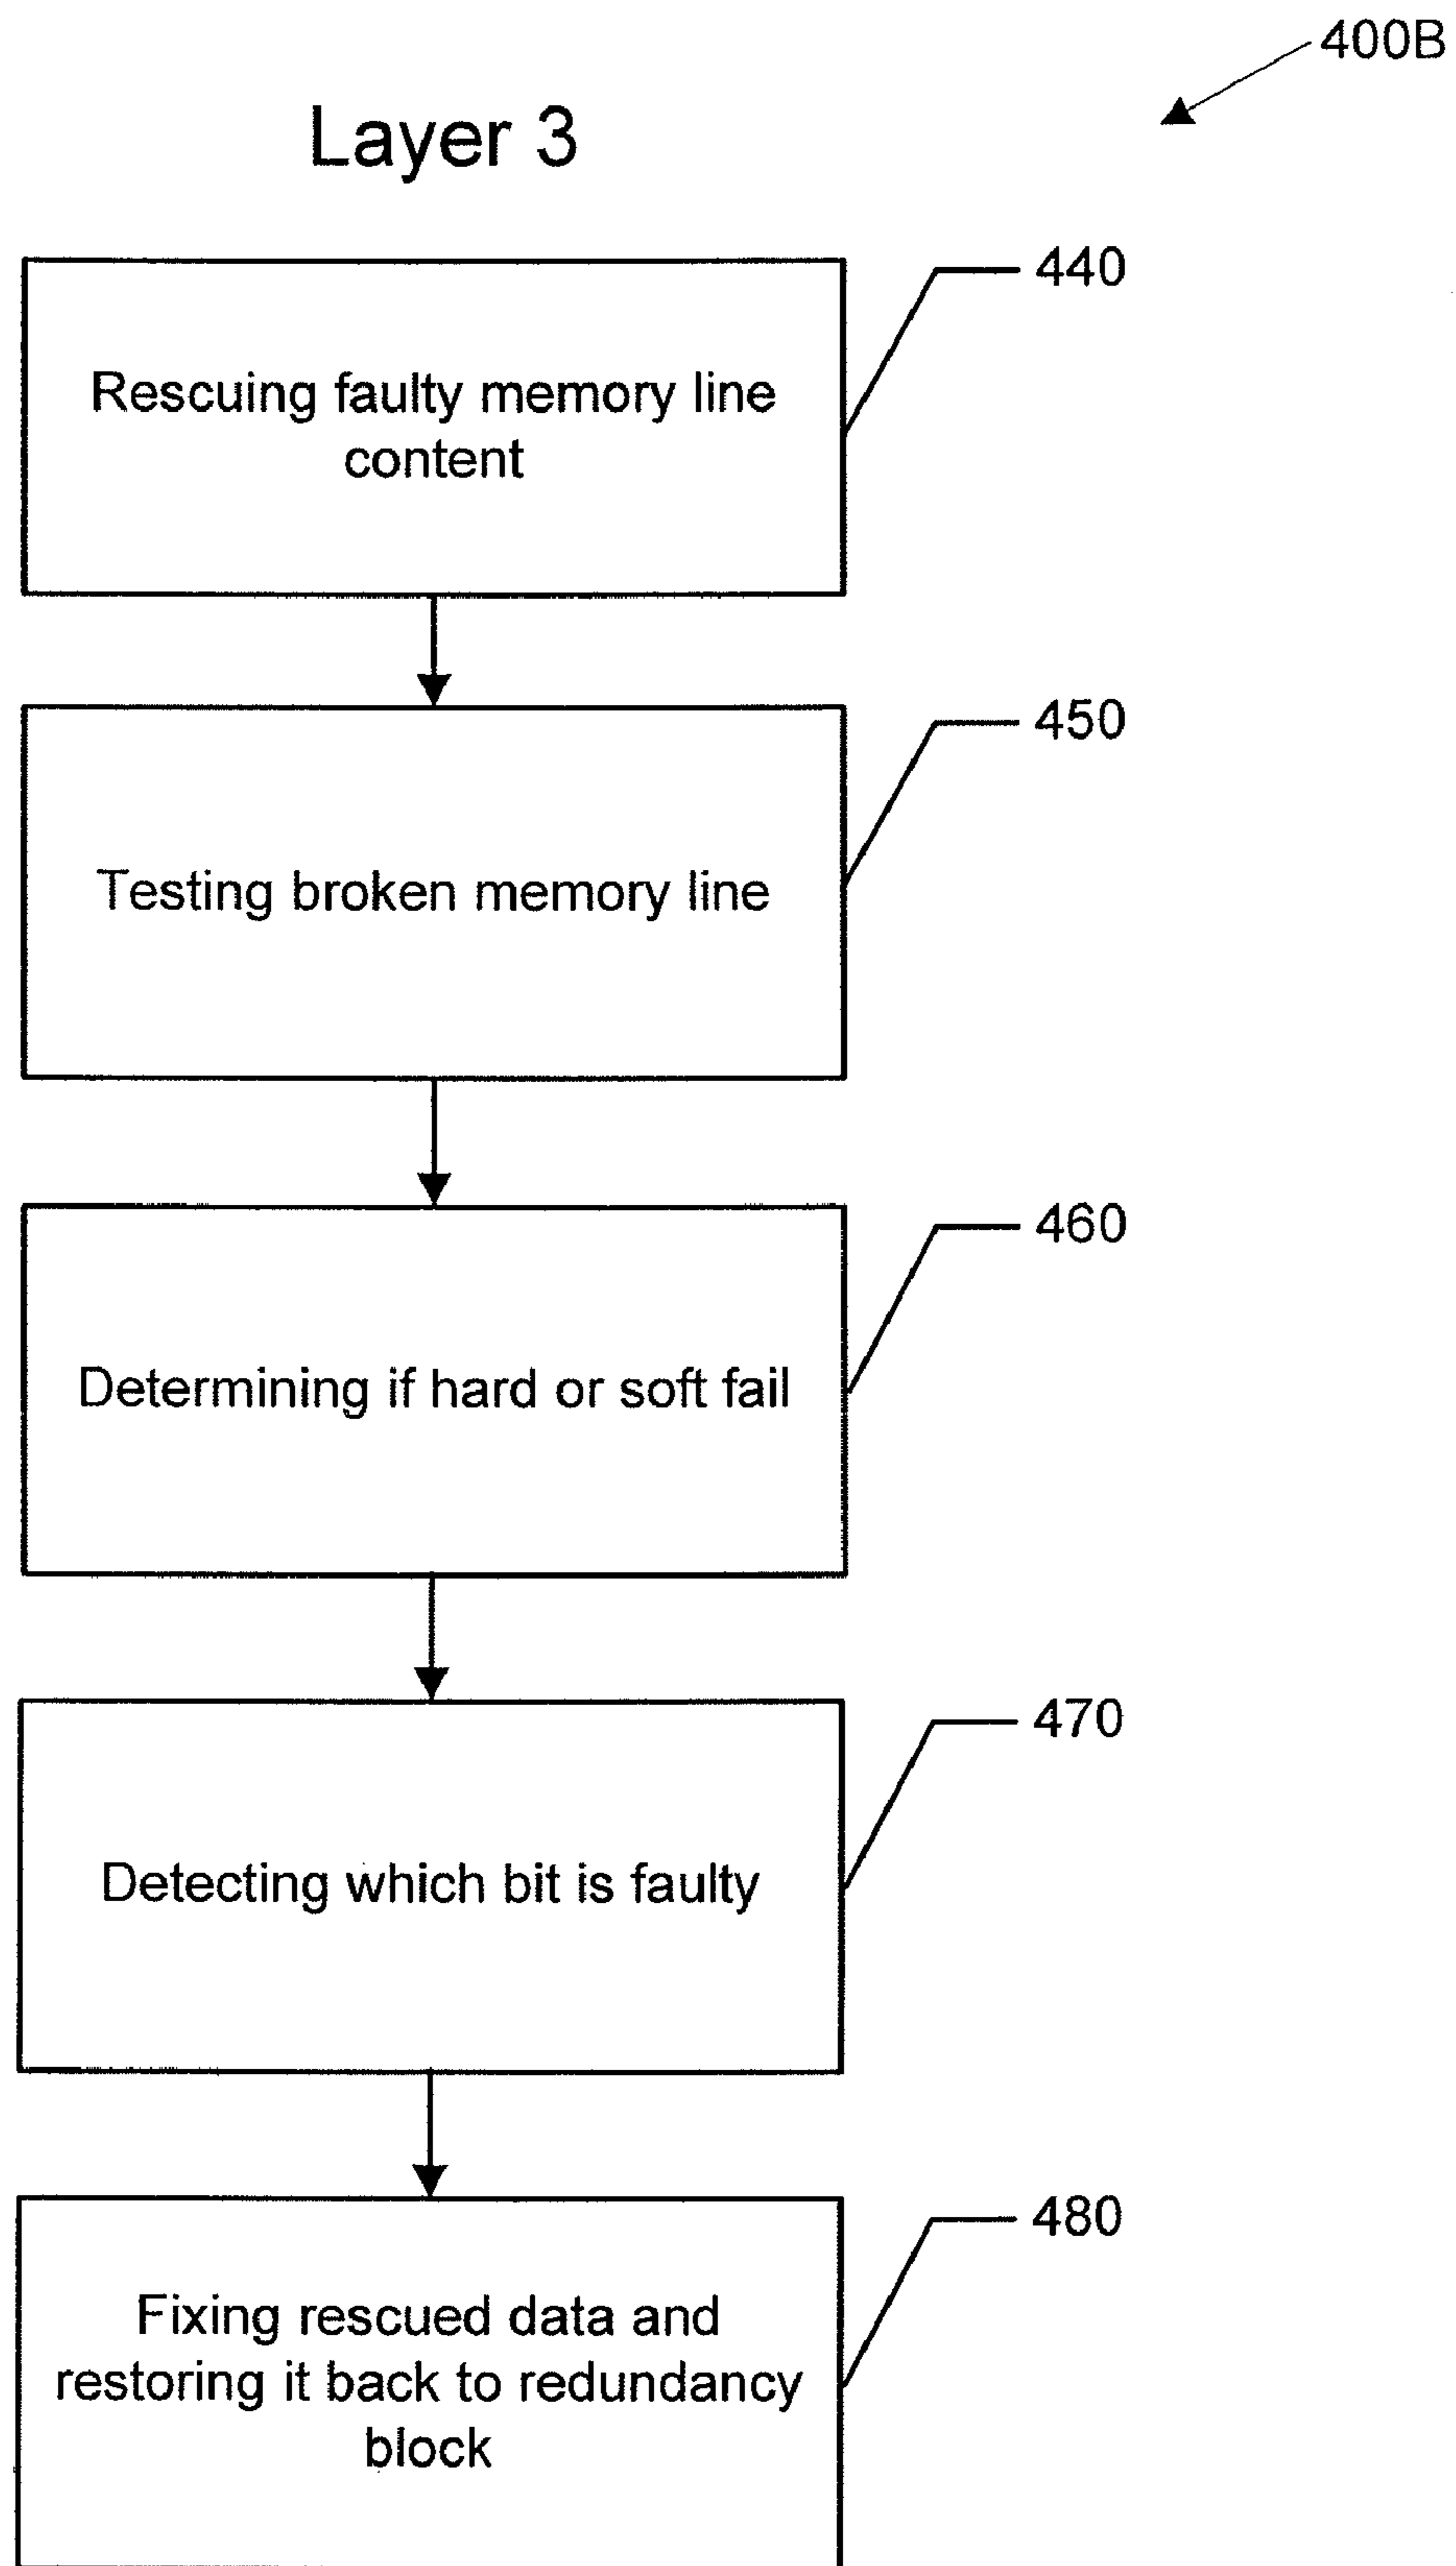 400B
Layer 3
440
Rescuing faulty memory line
content
450
Testing broken memory line
460
Determining if hard or soft fail
470
Detecting which bit is faulty
480
Fixing rescued data and
restoring it back to redundancy
block